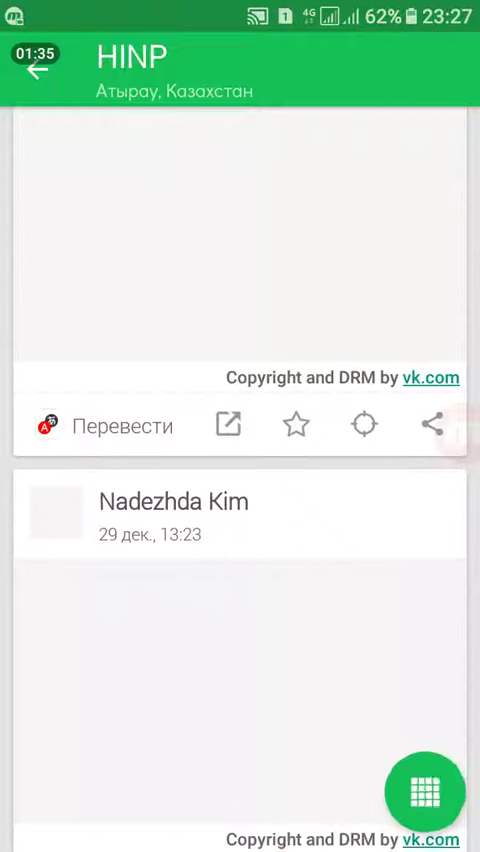 4G 62% 23:27
01:35
HINP
Атырау, Казахстан
Copyright and DRM by vk.com
Перевести
Nadezhda Kim
29 дек., 13:23
Copyright and DRM by vk.com